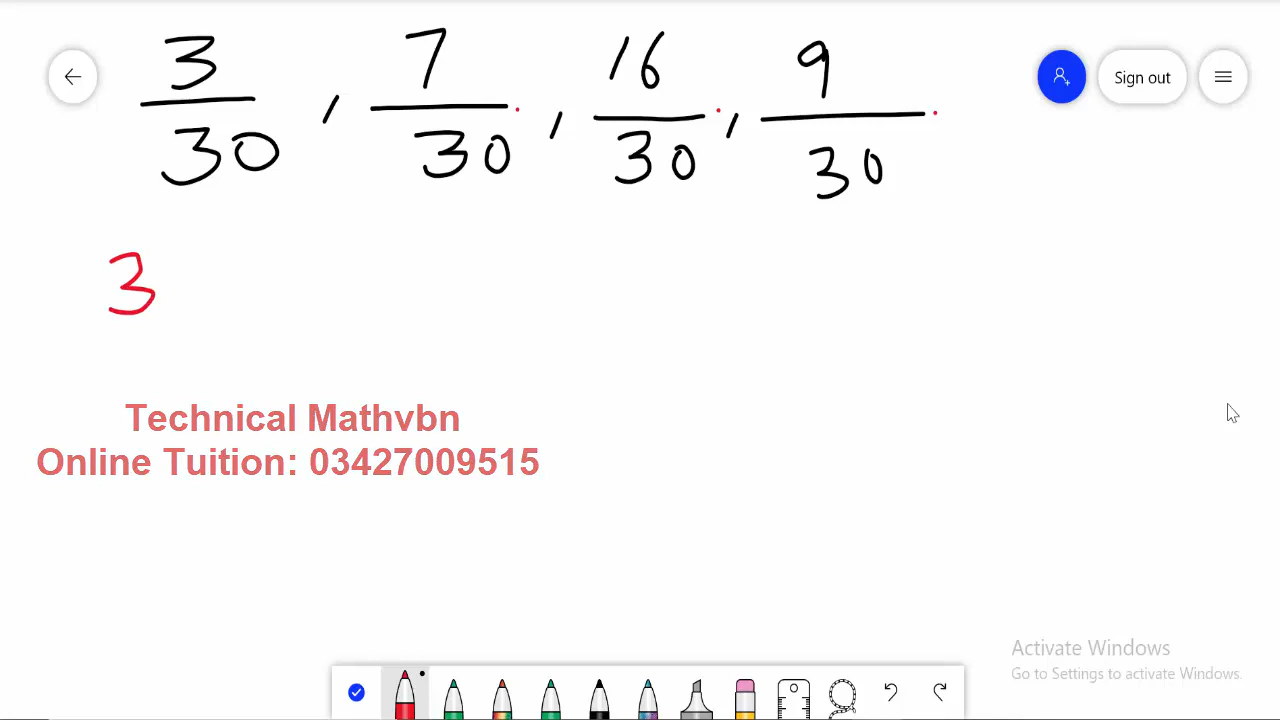 3/30 , 7/30 , 16/30 , 9/30
Sign out
3
Technical Mathvbn
Online Tuition: 03427009515
Activate Windows
Go to Settings to activate Windows.